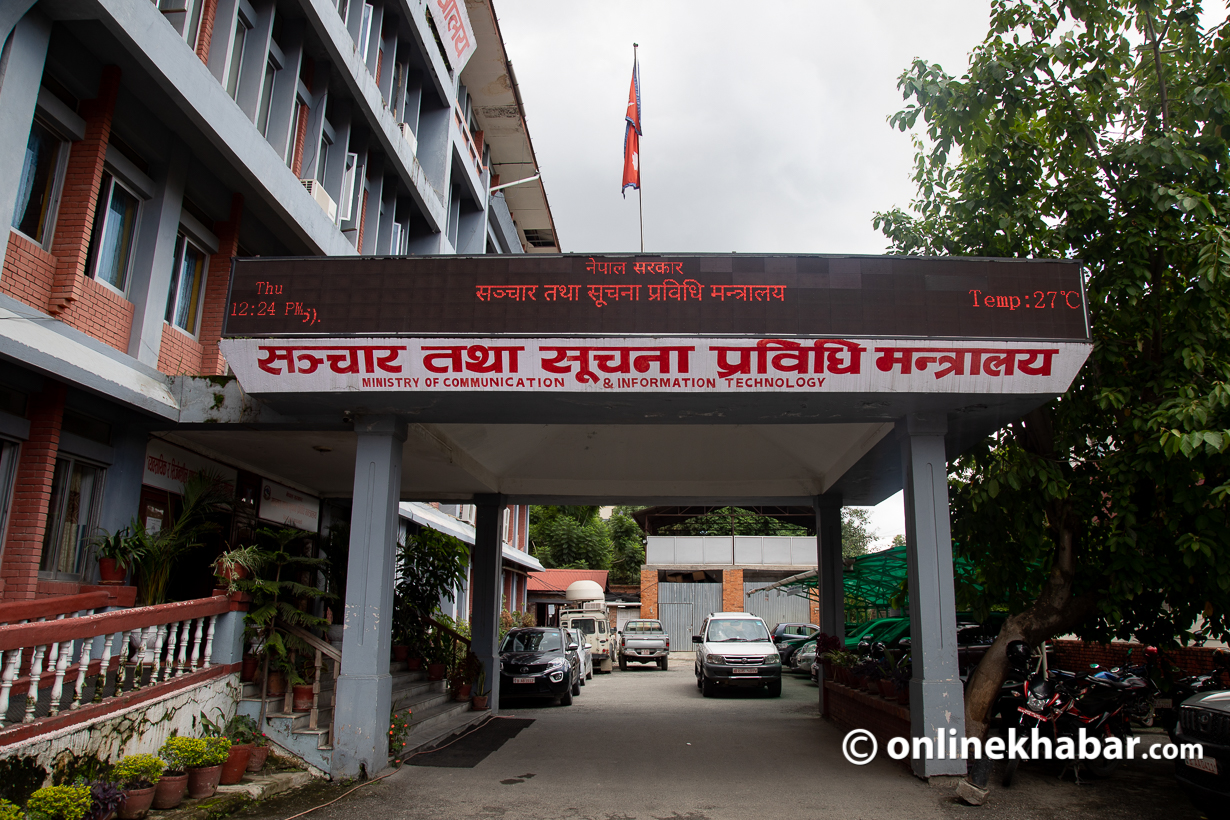 नेपाल सरकार
Thu
सञ्चार तथा सूचना प्रविधि मन्त्रालय
Temp:27℃
12:24 PM
5).
सञ्चार तथा सूचना प्रविधि मन्त्रालय
MINISTRY OF COMMUNICATION & INFORMATION TECHNOLOGY
© onlinekhabar.com